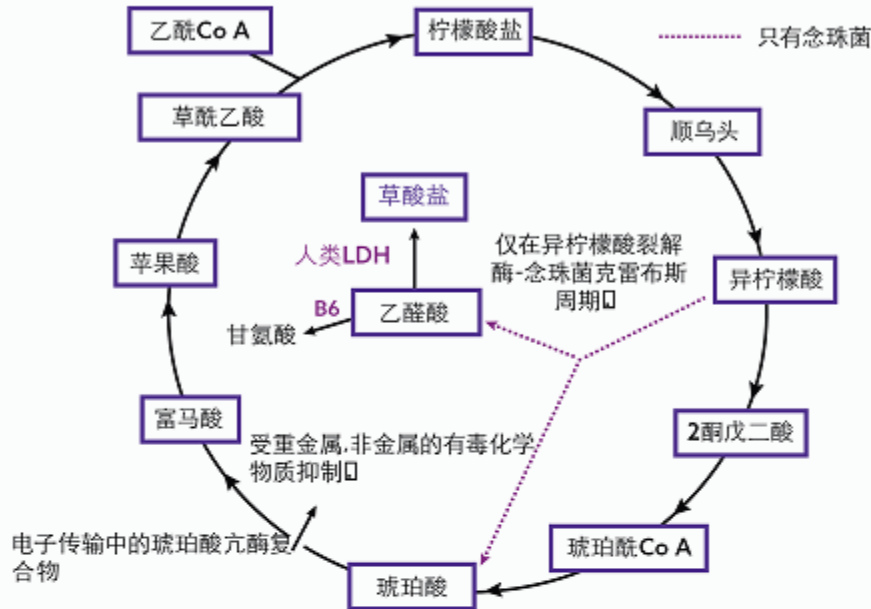 乙酰Co A
柠檬酸盐
只有念珠菌
草酰乙酸
顺乌头
草酸盐
人类LDH
仅在异柠檬酸裂解
酶-念珠菌克雷布斯
周期
苹果酸
异柠檬酸
B6
乙醛酸
甘氨酸
富马酸
2酮戊二酸
受重金属.非金属的有毒化学
物质抑制
电子传输中的琥珀酸亢酶复
合物
琥珀酰Co A
琥珀酸